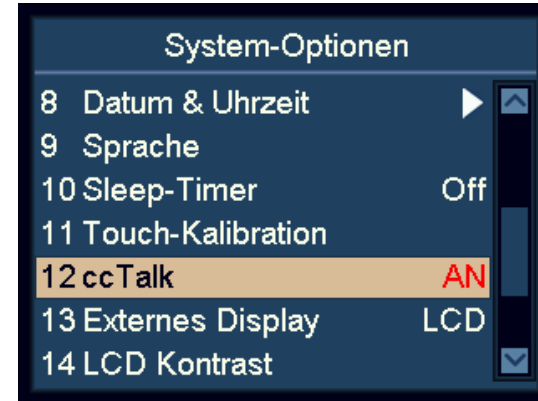 System-Optionen
8 Datum & Uhrzeit
9 Sprache
10 Sleep-Timer Off
11 Touch-Kalibration
12 ccTalk AN
13 Externes Display LCD
14 LCD Kontrast